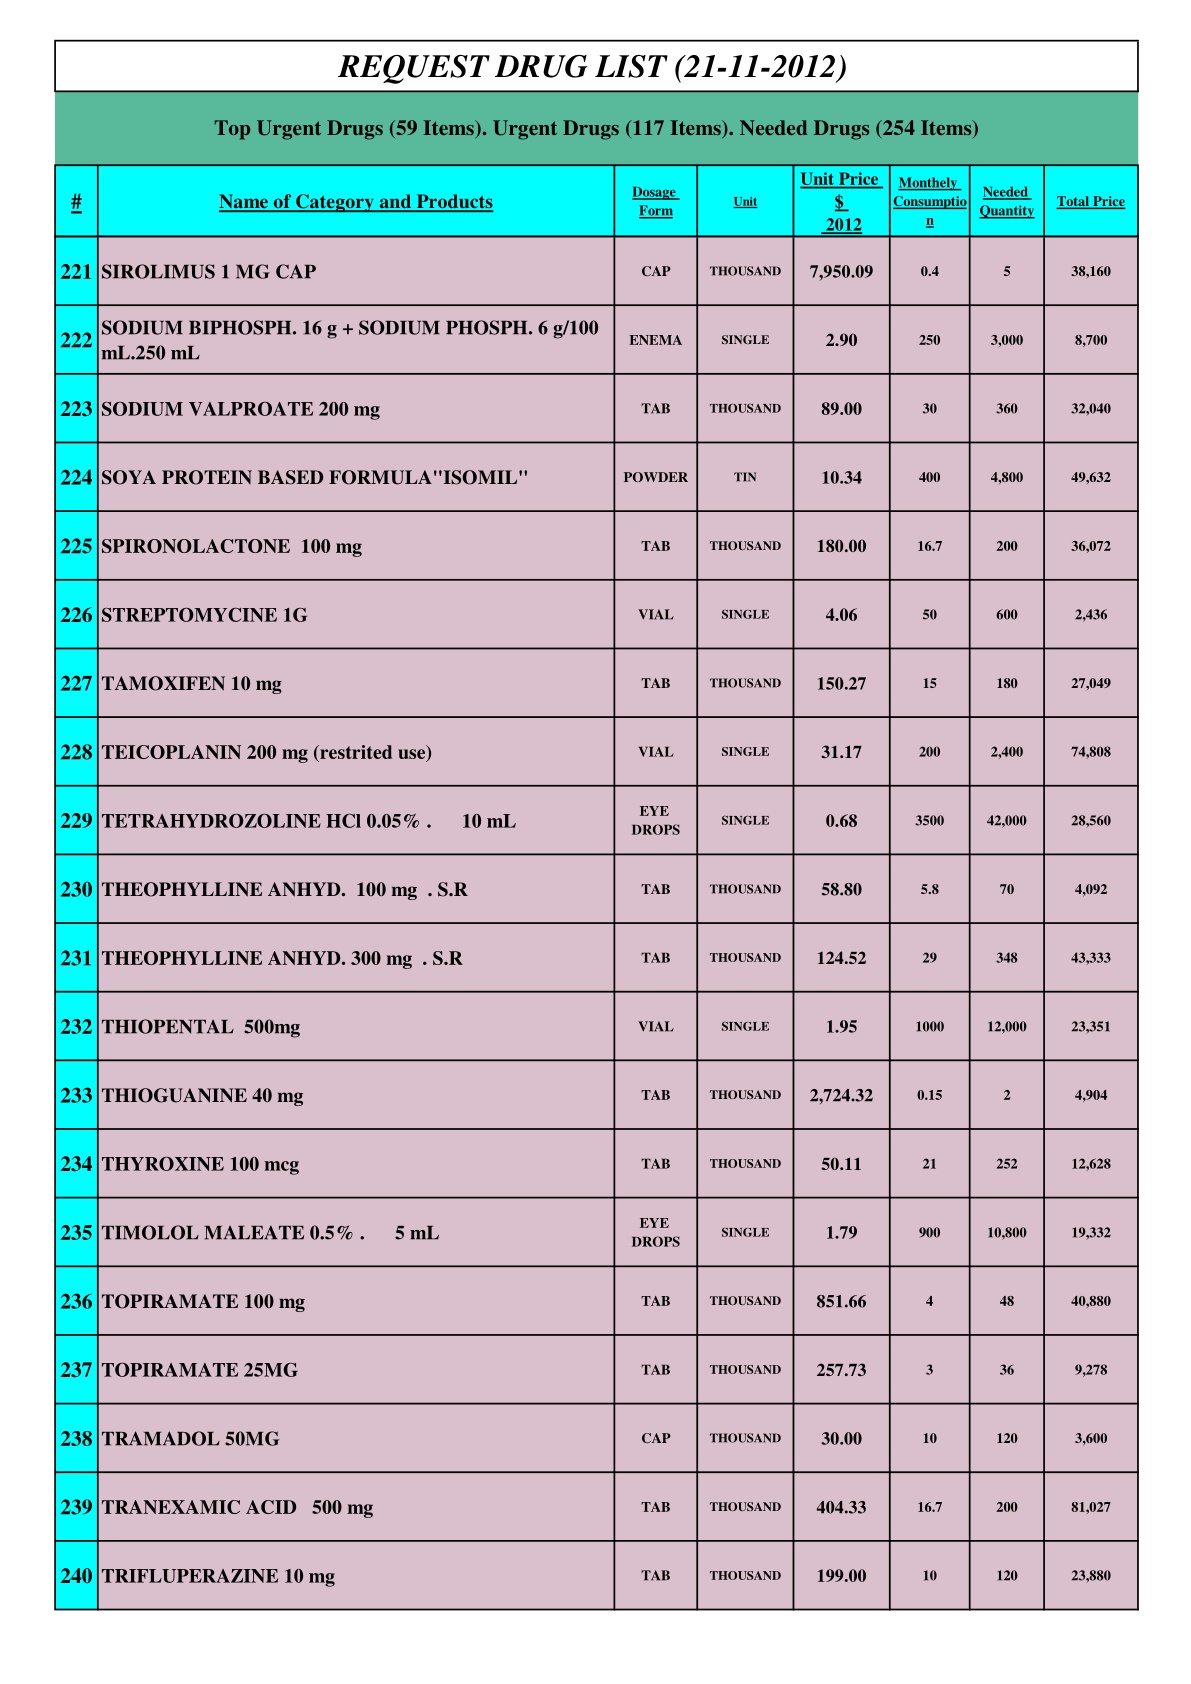 REQUEST DRUG LIST (21-11-2012)
Top Urgent Drugs (59 Items). Urgent Drugs (117 Items). Needed Drugs (254 Items)
# Name of Category and Products Dosage Form Unit Unit Price $ 2012 Monthely Consumption Needed Quantity Total Price
221 SIROLIMUS 1 MG CAP CAP THOUSAND 7,950.09 0.4 5 38,160
222 SODIUM BIPHOSPH. 16 g + SODIUM PHOSPH. 6 g/100
mL.250 mL ENEMA SINGLE 2.90 250 3,000 8,700
223 SODIUM VALPROATE 200 mg TAB THOUSAND 89.00 30 360 32,040
224 SOYA PROTEIN BASED FORMULA"ISOMIL" POWDER TIN 10.34 400 4,800 49,632
225 SPIRONOLACTONE 100 mg TAB THOUSAND 180.00 16.7 200 36,072
226 STREPTOMYCINE 1G VIAL SINGLE 4.06 50 600 2,436
227 TAMOXIFEN 10 mg TAB THOUSAND 150.27 15 180 27,049
228 TEICOPLANIN 200 mg (restrited use) VIAL SINGLE 31.17 200 2,400 74,808
229 TETRAHYDROZOLINE HCl 0.05% . 10 mL EYE DROPS SINGLE 0.68 3500 42,000 28,560
230 THEOPHYLLINE ANHYD. 100 mg . S.R TAB THOUSAND 58.80 5.8 70 4,092
231 THEOPHYLLINE ANHYD. 300 mg . S.R TAB THOUSAND 124.52 29 348 43,333
232 THIOPENTAL 500mg VIAL SINGLE 1.95 1000 12,000 23,351
233 THIOGUANINE 40 mg TAB THOUSAND 2,724.32 0.15 2 4,904
234 THYROXINE 100 mcg TAB THOUSAND 50.11 21 252 12,628
235 TIMOLOL MALEATE 0.5% . 5 mL EYE DROPS SINGLE 1.79 900 10,800 19,332
236 TOPIRAMATE 100 mg TAB THOUSAND 851.66 4 48 40,880
237 TOPIRAMATE 25MG TAB THOUSAND 257.73 3 36 9,278
238 TRAMADOL 50MG CAP THOUSAND 30.00 10 120 3,600
239 TRANEXAMIC ACID 500 mg TAB THOUSAND 404.33 16.7 200 81,027
240 TRIFLUPERAZINE 10 mg TAB THOUSAND 199.00 10 120 23,880